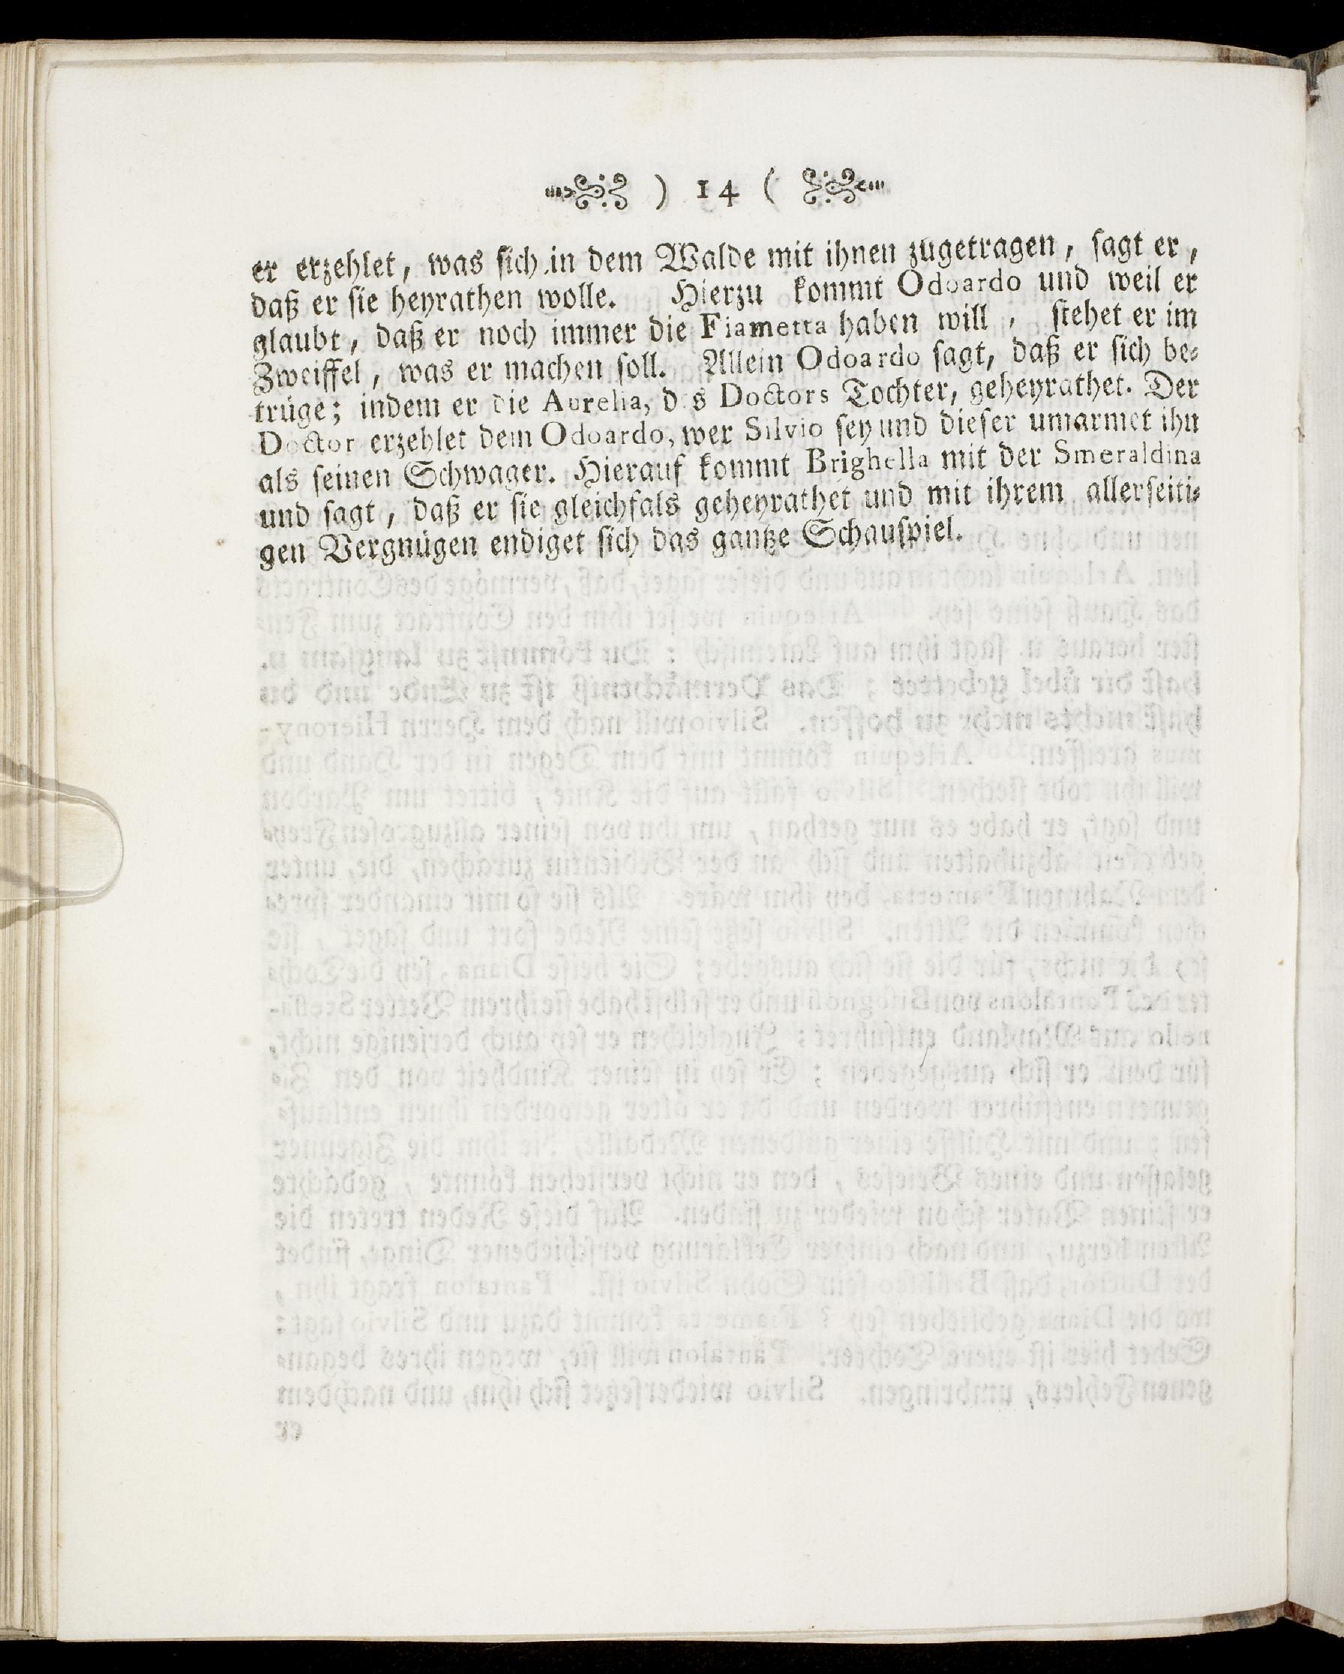 ) 14 (
er erzehlet, was sich in dem Walde mit ihnen zugetragen, sagt er,
daß er sie heyrathen wolle. Hierzu kommt Odoardo und weil er
glaubt, daß er noch immer die Fiametta haben will, stehet er im
Zweiffel, was er machen soll. Allein Odoardo sagt, daß er sich be-
trüge; indem er die Aurelia, d s Doctors Tochter, geheyrathet. Der
Doctor erzehlet dem Odoardo, wer Silvio sey und dieser umarmet ihn
als seinen Schwager. Hierauf kommt Brighella mit der Smeraldina
und sagt, daß er sie gleichfals geheyrathet und mit ihrem allerseiti-
gen Vergnügen endiget sich das gantze Schauspiel.